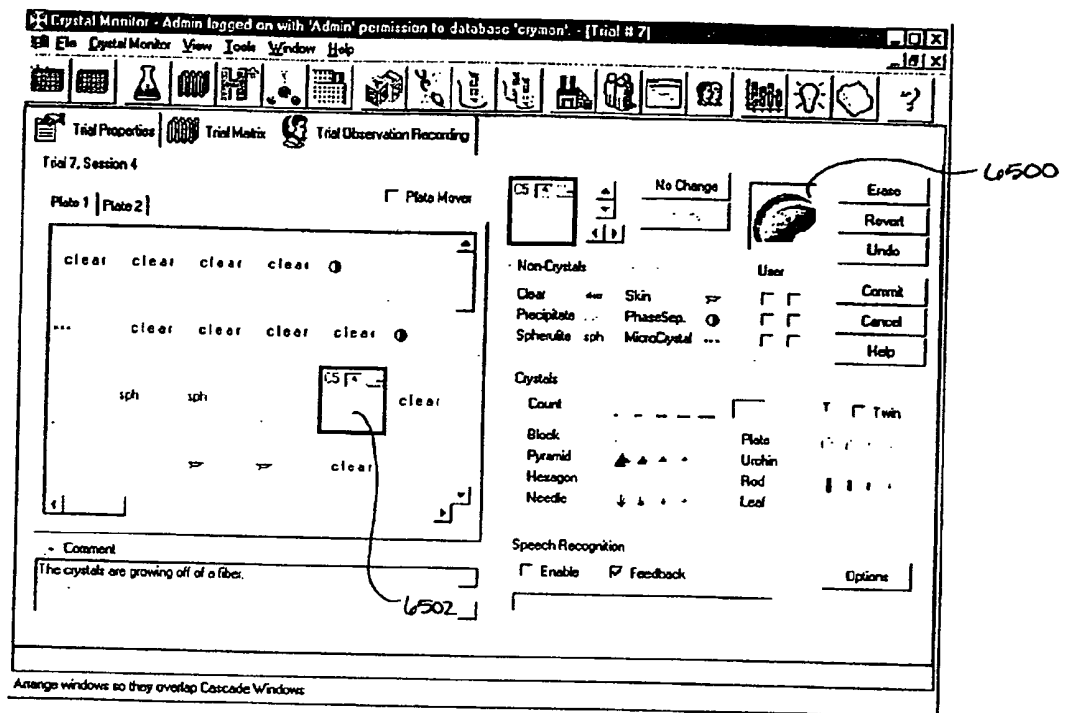 Crystal Monitor - Admin logged on with 'Admin' permission to database 'crymon'. - [Trial # 7]
File Crystal Monitor View Tools Window Help
Trial Properties Trial Matrix Trial Observation Recording
Trial 7, Session 4
Plate 1 Plate 2
Plate Mover
clear clear clear clear
... clear clear clear clear
sph sph C5 4 clear
clear
Comment
The crystals are growing off of a fiber.
6502
C5 4
No Change
6500
Erase
Revert
Undo
Commit
Cancel
Help
Non-Crystals User
Clear clear Skin
Precipitate PhaseSep.
Spherulite sph MicroCrystal ...
Crystals
Count T Twin
Block Plate
Pyramid Urchin
Hexagon Rod
Needle Leaf
Speech Recognition
Enable Feedback Options
Arrange windows so they overlap Cascade Windows